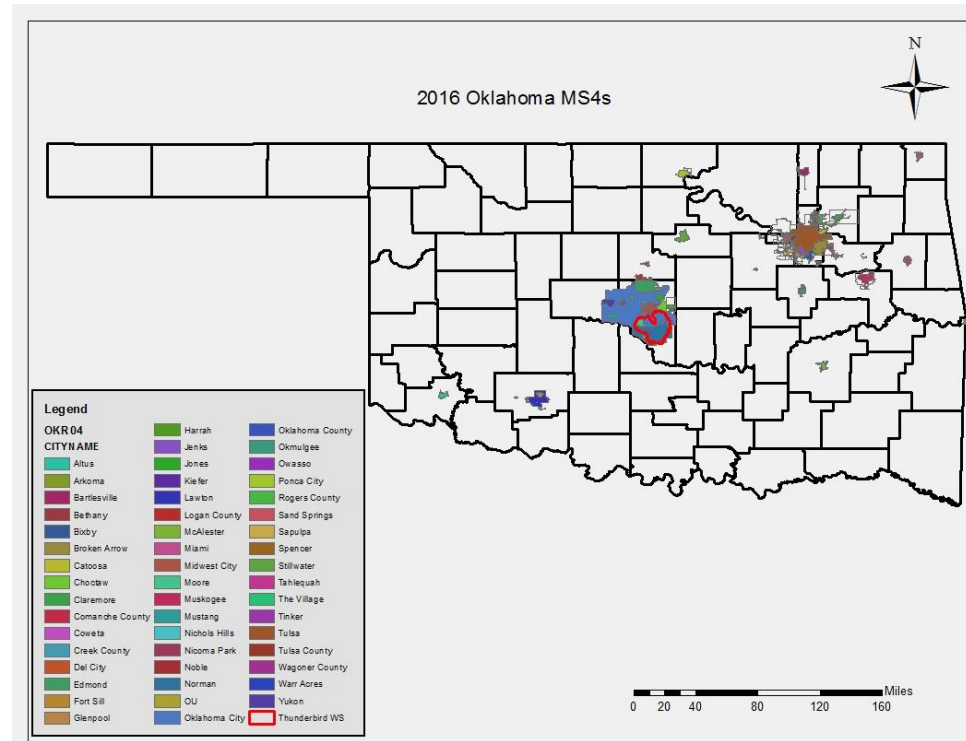 N
2016 Oklahoma MS4s
Legend
OKR 04
CITYNAME
Altus
Arkoma
Bartlesville
Bethany
Bixby
Broken Arrow
Catoosa
Choctaw
Claremore
Comanche County
Coweta
Creek County
Del City
Edmond
Fort Sill
Glenpool
Harrah
Jenks
Jones
Kiefer
Lawton
Logan County
McAlester
Miami
Midwest City
Moore
Muskogee
Mustang
Nichols Hills
Nicoma Park
Noble
Norman
OU
Oklahoma City
Oklahoma County
Okmulgee
Owasso
Ponca City
Rogers County
Sand Springs
Sapulpa
Spencer
Stillwater
Tahlequah
The Village
Tinker
Tulsa
Tulsa County
Wagoner County
Warr Acres
Yukon
Thunderbird WS
Miles
0 20 40 80 120 160